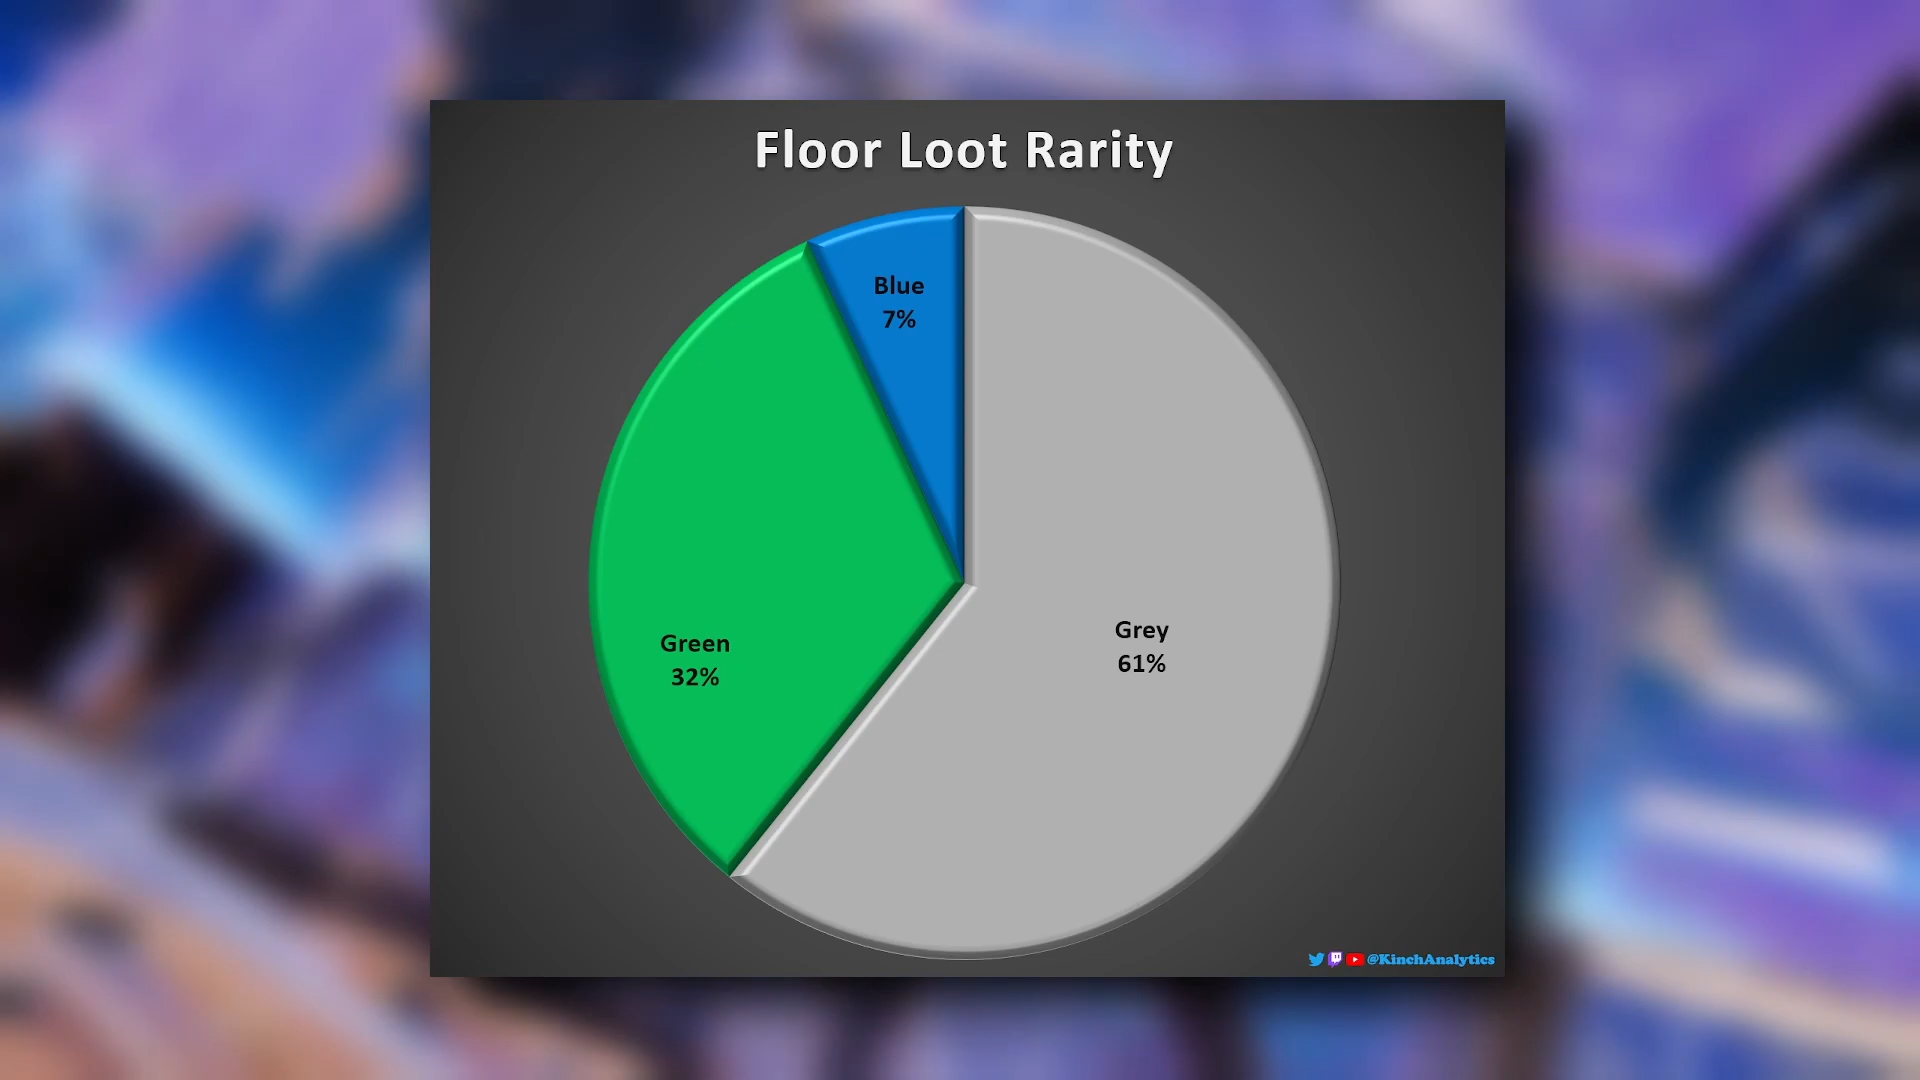 Floor Loot Rarity
Blue
7%
Green
32%
Grey
61%
@KinchAnalytics